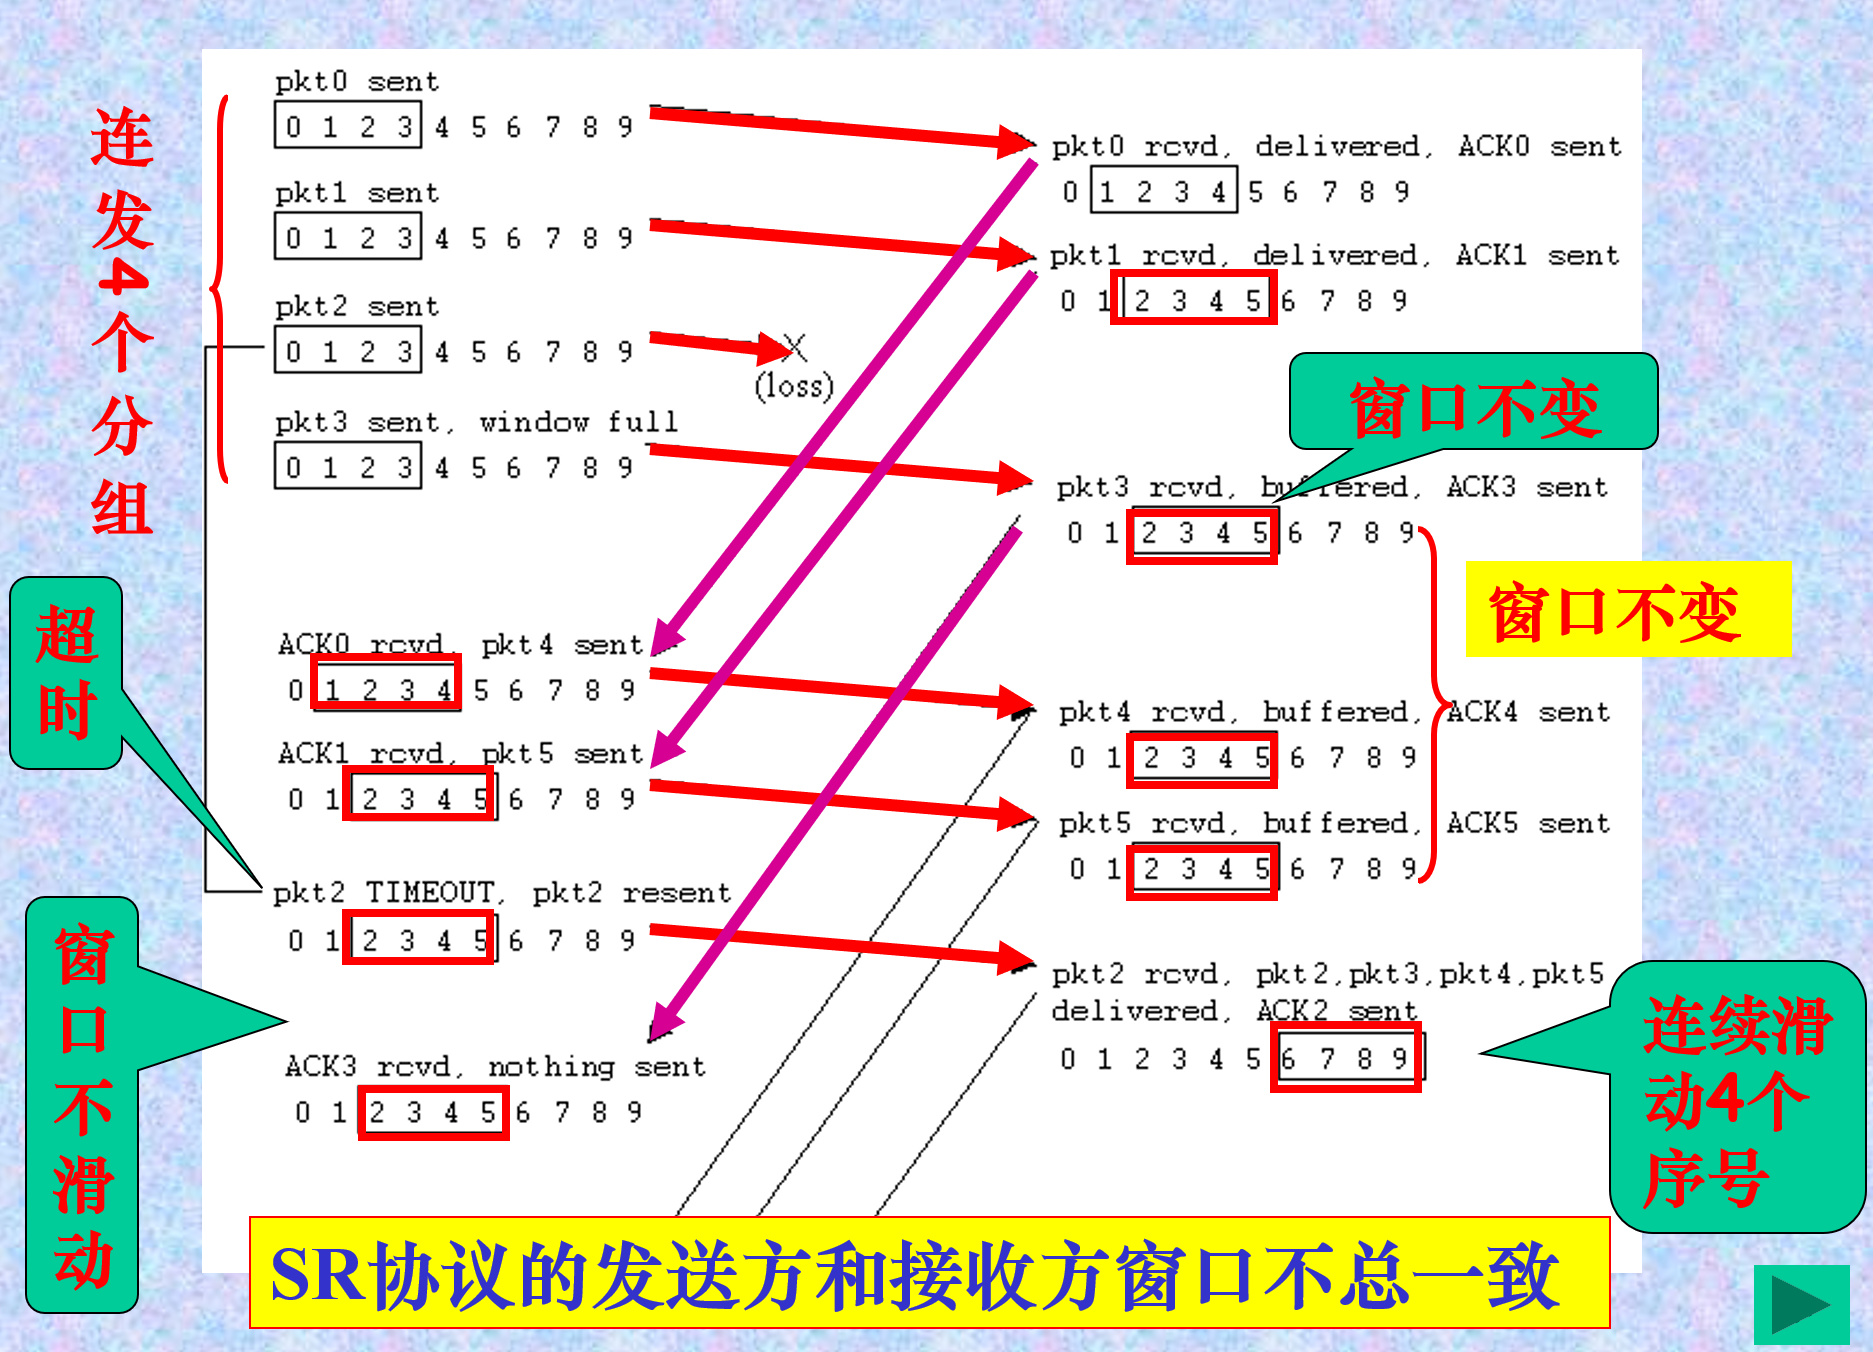 连发4个分组
pkt0 sent
0 1 2 3 4 5 6 7 8 9
pkt1 sent
0 1 2 3 4 5 6 7 8 9
pkt2 sent
0 1 2 3 4 5 6 7 8 9
pkt3 sent, window full
0 1 2 3 4 5 6 7 8 9
X
(loss)
pkt0 rcvd, delivered, ACK0 sent
0 1 2 3 4 5 6 7 8 9
pkt1 rcvd, delivered, ACK1 sent
0 1 2 3 4 5 6 7 8 9
窗口不变
pkt3 rcvd, buffered, ACK3 sent
0 1 2 3 4 5 6 7 8 9
窗口不变
超时
ACK0 rcvd, pkt4 sent
0 1 2 3 4 5 6 7 8 9
ACK1 rcvd, pkt5 sent
0 1 2 3 4 5 6 7 8 9
pkt4 rcvd, buffered, ACK4 sent
0 1 2 3 4 5 6 7 8 9
pkt5 rcvd, buffered, ACK5 sent
0 1 2 3 4 5 6 7 8 9
pkt2 TIMEOUT, pkt2 resent
0 1 2 3 4 5 6 7 8 9
窗口不滑动
ACK3 rcvd, nothing sent
0 1 2 3 4 5 6 7 8 9
pkt2 rcvd, pkt2,pkt3,pkt4,pkt5
delivered, ACK2 sent
0 1 2 3 4 5 6 7 8 9
连续滑
动4个
序号
SR协议的发送方和接收方窗口不总一致